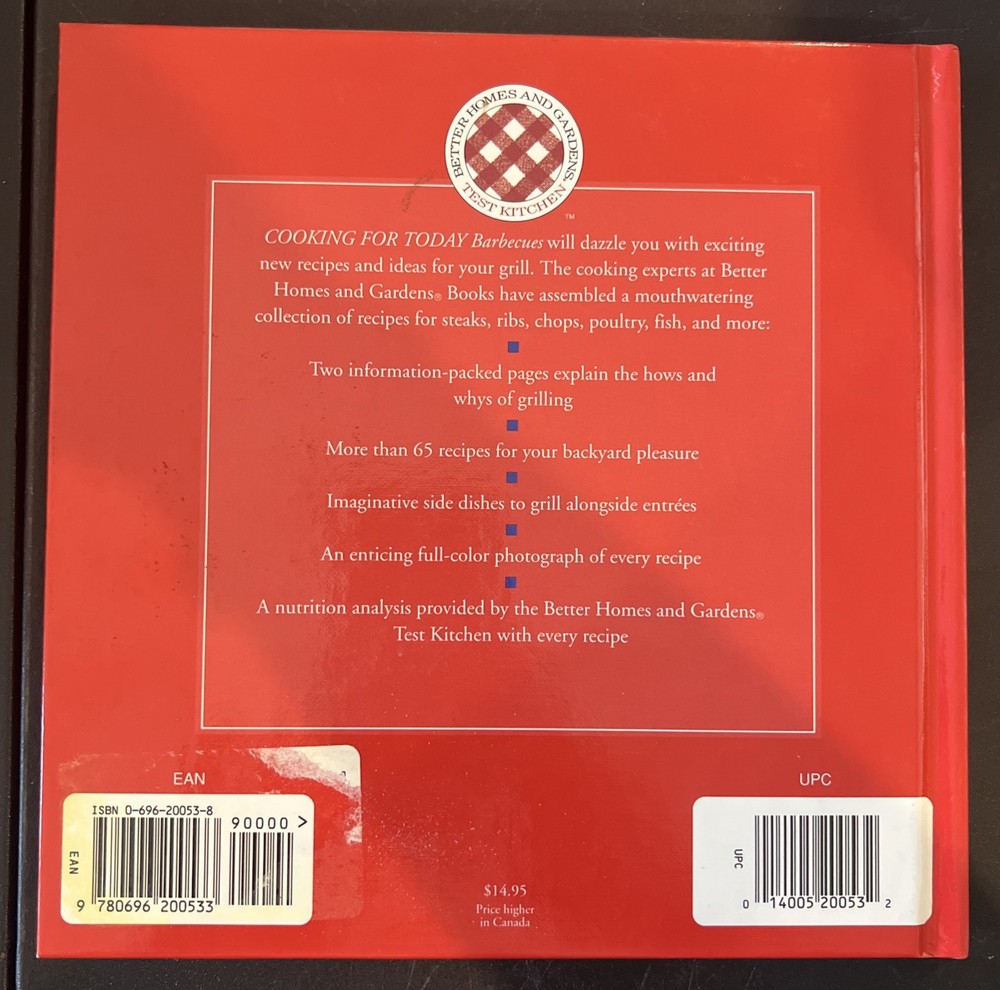 BETTER HOMES AND GARDENS®
TEST KITCHEN
™
COOKING FOR TODAY Barbecues will dazzle you with exciting
new recipes and ideas for your grill. The cooking experts at Better
Homes and Gardens® Books have assembled a mouthwatering
collection of recipes for steaks, ribs, chops, poultry, fish, and more:
Two information-packed pages explain the hows and
whys of grilling
More than 65 recipes for your backyard pleasure
Imaginative side dishes to grill alongside entrées
An enticing full-color photograph of every recipe
A nutrition analysis provided by the Better Homes and Gardens®
Test Kitchen with every recipe
EAN
ISBN 0-696-20053-8
90000 >
EAN
9 780696 200533
$14.95
Price higher
in Canada
UPC
UPC
0 14005 20053 2